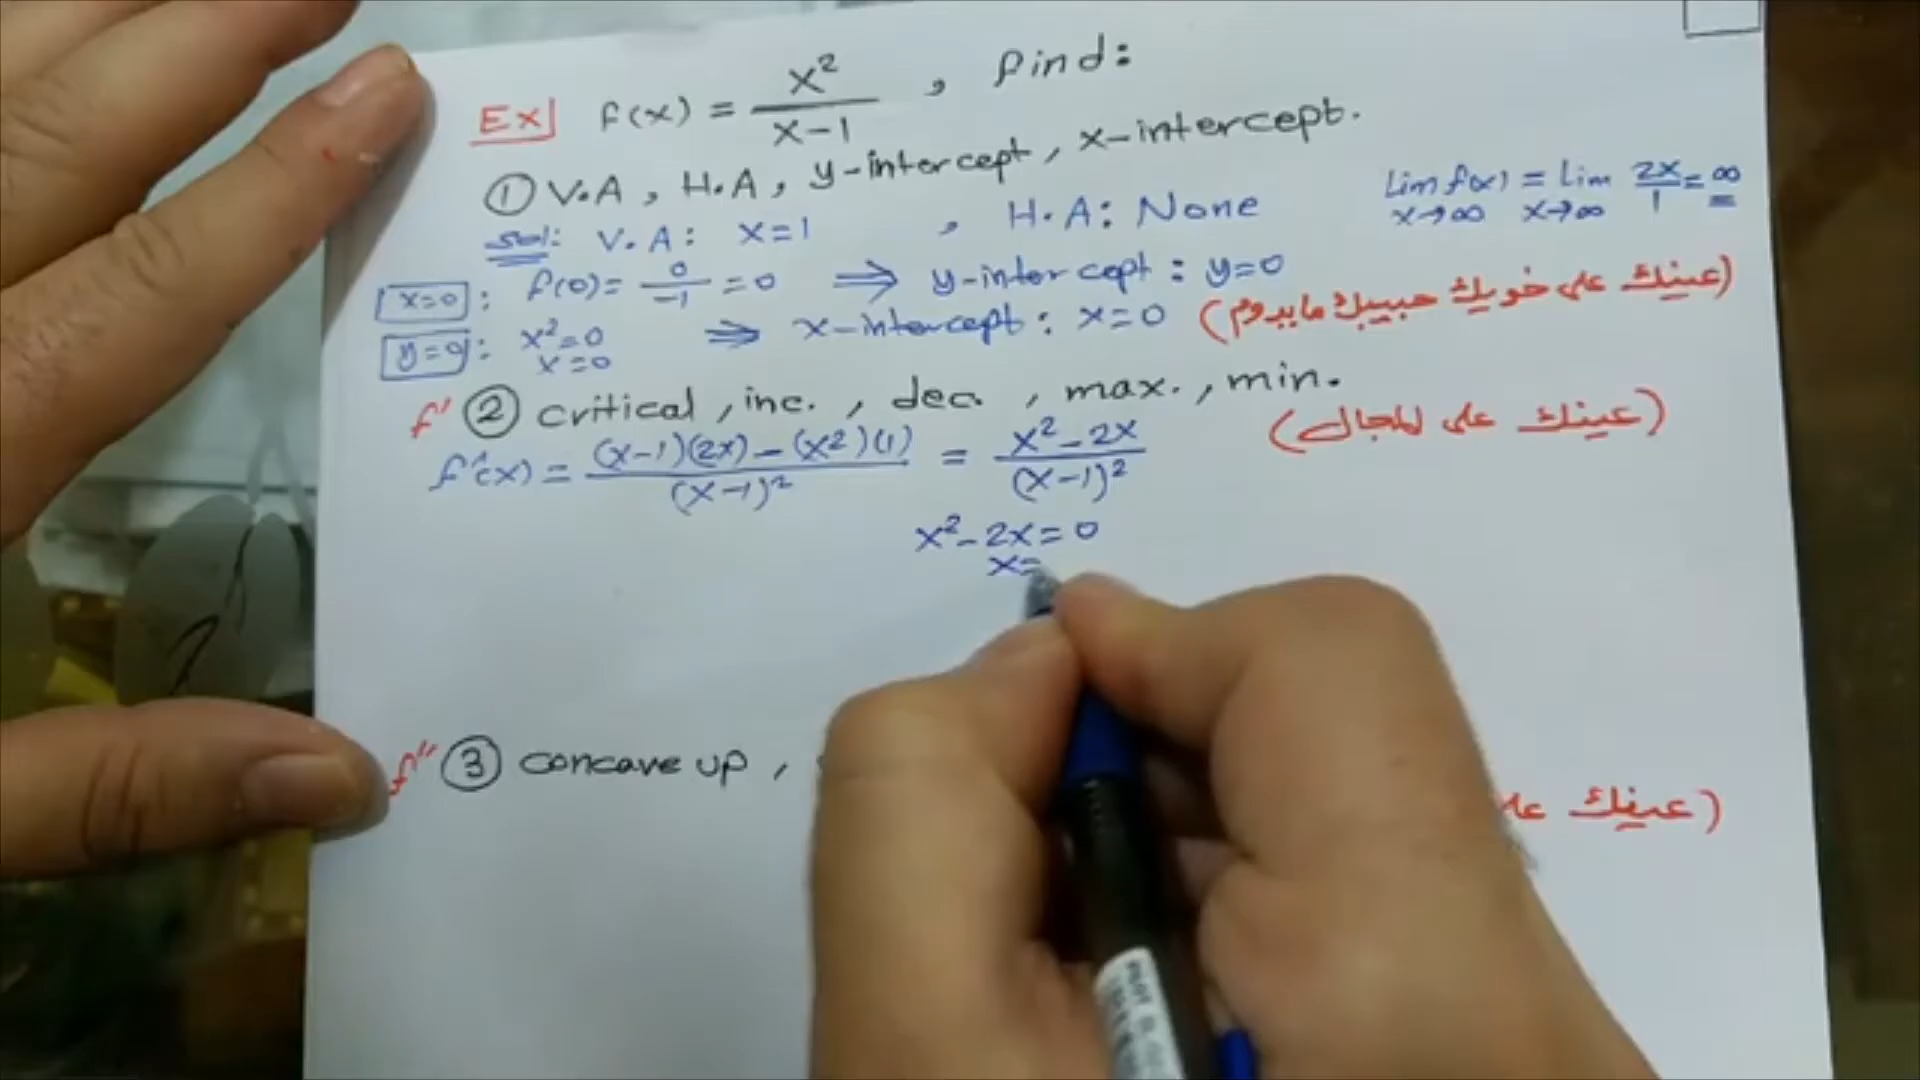 Ex] f(x) = x²/(x-1) , find:
① V.A , H.A , y-intercept , x-intercept.
Sol: V.A: x=1 , H.A: None
Lim f(x) = Lim 2x/1 = ∞
x→∞ x→∞
x=0 : f(0) = 0/-1 = 0 ⇒ y-intercept : y=0
y=0 : x²=0 ⇒ x-intercept : x=0
x=0
(عينك على خويك حبيبك مابدوم)
f' ② critical , inc. , dec. , max. , min.
(عينك على المجال)
f'(x) = ((x-1)(2x) - (x²)(1))/(x-1)² = (x²-2x)/(x-1)²
x²-2x=0
x=
f'' ③ concave up ,
(عينك